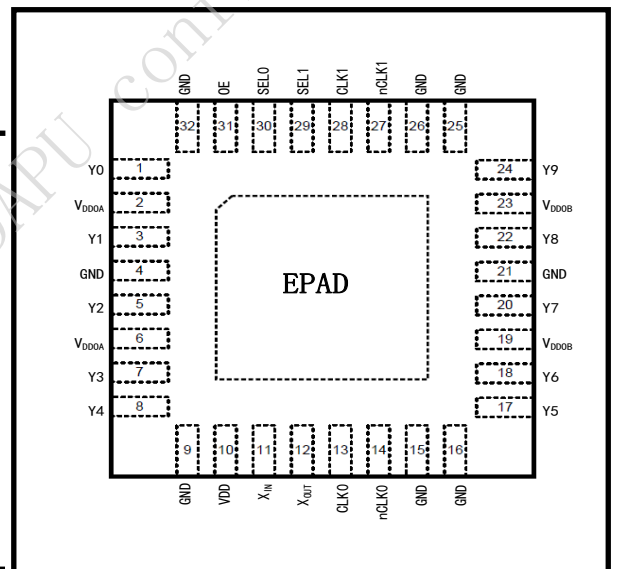 DAPU conf
GND OE SEL0 SEL1 CLK1 nCLK1 GND GND
32 31 30 29 28 27 26 25
Y0 1 24 Y9
VDDOA 2 23 VDDOB
Y1 3 22 Y8
GND 4 21 GND
EPAD
Y2 5 20 Y7
VDDOA 6 19 VDDOB
Y3 7 18 Y6
Y4 8 17 Y5
9 10 11 12 13 14 15 16
GND VDD XIN XOUT CLK0 nCLK0 GND GND